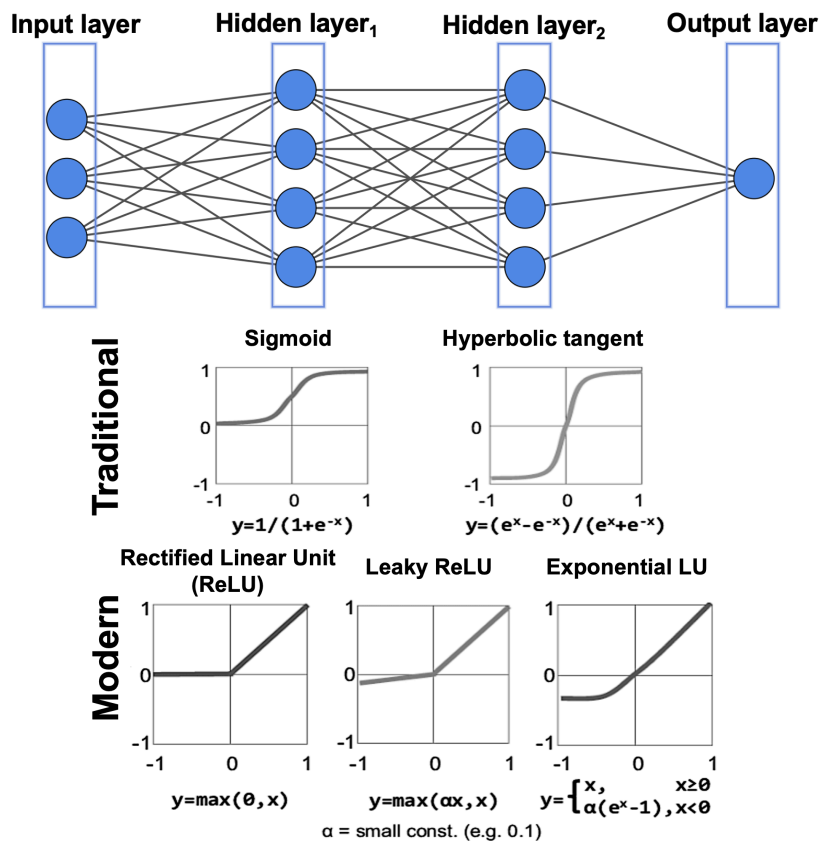 Input layer
Hidden layer₁
Hidden layer₂
Output layer
Traditional
Sigmoid
1
0
-1
-1 0 1
y=1/(1+e⁻ˣ)
Hyperbolic tangent
1
0
-1
-1 0 1
y=(eˣ-e⁻ˣ)/(eˣ+e⁻ˣ)
Modern
Rectified Linear Unit
(ReLU)
1
0
-1
-1 0 1
y=max(0,x)
Leaky ReLU
1
0
-1
-1 0 1
y=max(αx,x)
Exponential LU
1
0
-1
-1 0 1
y={x, x≥0
α(eˣ-1),x<0
α = small const. (e.g. 0.1)